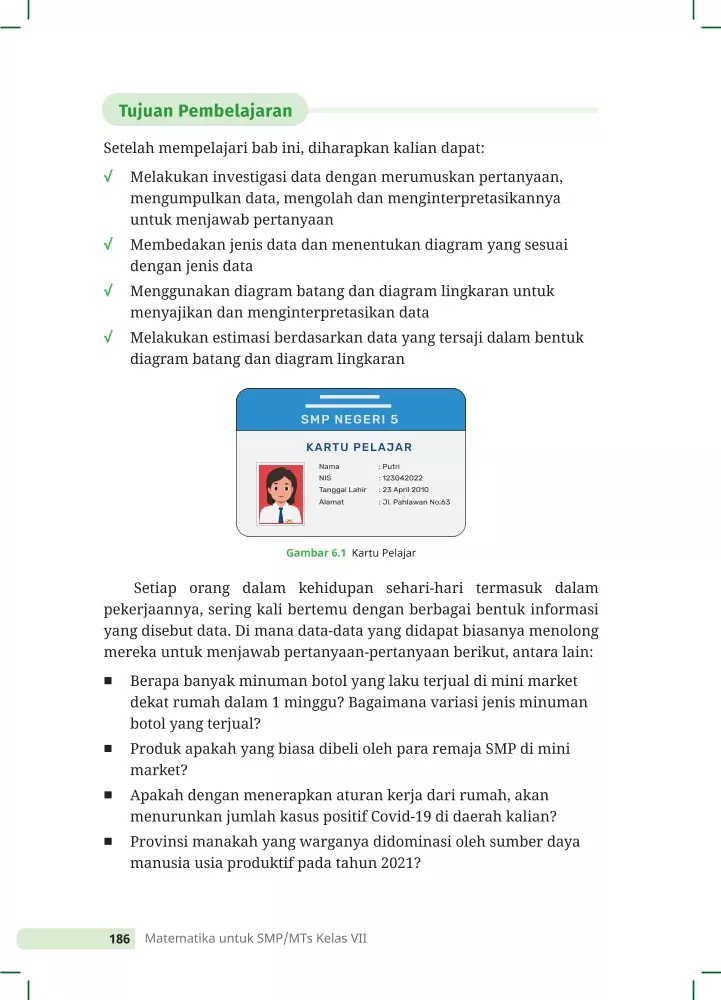 Tujuan Pembelajaran
Setelah mempelajari bab ini, diharapkan kalian dapat:
√ Melakukan investigasi data dengan merumuskan pertanyaan,
mengumpulkan data, mengolah dan menginterpretasikannya
untuk menjawab pertanyaan
√ Membedakan jenis data dan menentukan diagram yang sesuai
dengan jenis data
√ Menggunakan diagram batang dan diagram lingkaran untuk
menyajikan dan menginterpretasikan data
√ Melakukan estimasi berdasarkan data yang tersaji dalam bentuk
diagram batang dan diagram lingkaran
SMP NEGERI 5
KARTU PELAJAR
Nama : Putri
NIS : 123042022
Tanggal Lahir : 23 April 2010
Alamat : Jl. Pahlawan No.63
Gambar 6.1 Kartu Pelajar
Setiap orang dalam kehidupan sehari-hari termasuk dalam
pekerjaannya, sering kali bertemu dengan berbagai bentuk informasi
yang disebut data. Di mana data-data yang didapat biasanya menolong
mereka untuk menjawab pertanyaan-pertanyaan berikut, antara lain:
■ Berapa banyak minuman botol yang laku terjual di mini market
dekat rumah dalam 1 minggu? Bagaimana variasi jenis minuman
botol yang terjual?
■ Produk apakah yang biasa dibeli oleh para remaja SMP di mini
market?
■ Apakah dengan menerapkan aturan kerja dari rumah, akan
menurunkan jumlah kasus positif Covid-19 di daerah kalian?
■ Provinsi manakah yang warganya didominasi oleh sumber daya
manusia usia produktif pada tahun 2021?
186 Matematika untuk SMP/MTs Kelas VII